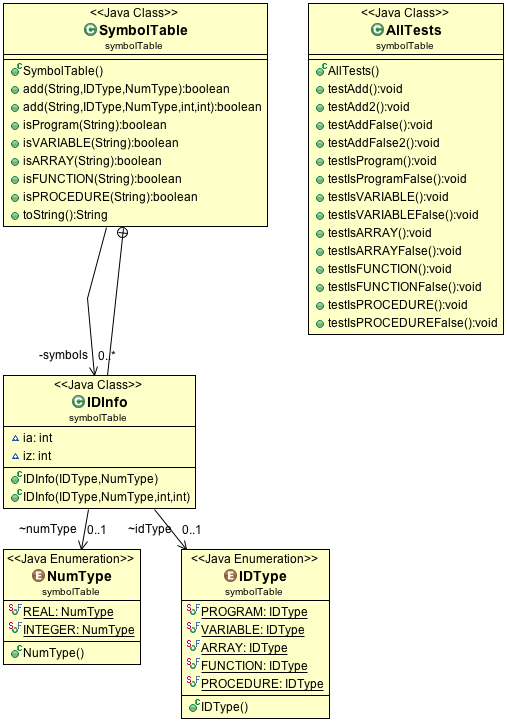 <<Java Class>>
SymbolTable
symbolTable
SymbolTable()
add(String,IDType,NumType):boolean
add(String,IDType,NumType,int,int):boolean
isProgram(String):boolean
isVARIABLE(String):boolean
isARRAY(String):boolean
isFUNCTION(String):boolean
isPROCEDURE(String):boolean
toString():String
<<Java Class>>
AllTests
symbolTable
AllTests()
testAdd():void
testAdd2():void
testAddFalse():void
testAddFalse2():void
testIsProgram():void
testIsProgramFalse():void
testIsVARIABLE():void
testIsVARIABLEFalse():void
testIsARRAY():void
testIsARRAYFalse():void
testIsFUNCTION():void
testIsFUNCTIONFalse():void
testIsPROCEDURE():void
testIsPROCEDUREFalse():void
-symbols 0..*
<<Java Class>>
IDInfo
symbolTable
ia: int
iz: int
IDInfo(IDType,NumType)
IDInfo(IDType,NumType,int,int)
~numType 0..1
~idType 0..1
<<Java Enumeration>>
NumType
symbolTable
REAL: NumType
INTEGER: NumType
NumType()
<<Java Enumeration>>
IDType
symbolTable
PROGRAM: IDType
VARIABLE: IDType
ARRAY: IDType
FUNCTION: IDType
PROCEDURE: IDType
IDType()